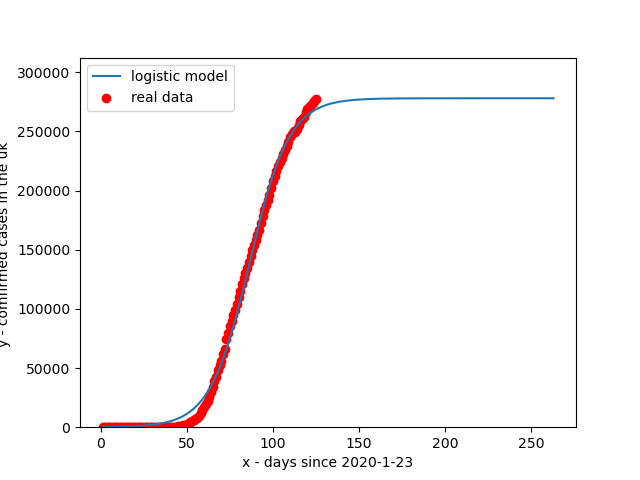 logistic model
real data
300000
250000
200000
150000
100000
50000
0
y - comfirmed cases in the uk
0 50 100 150 200 250
x - days since 2020-1-23